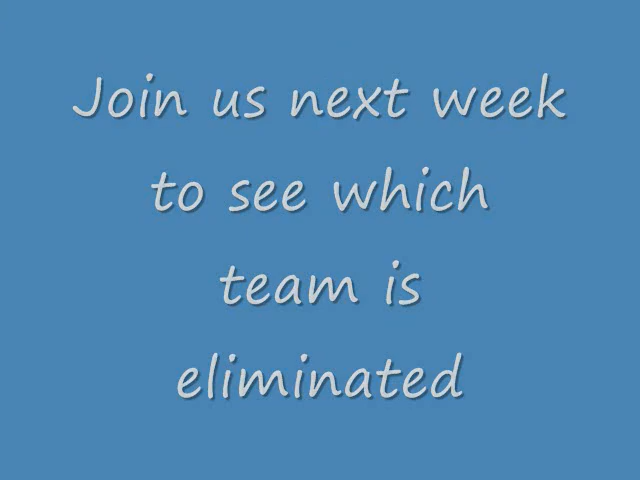 Join us next week
to see which
team is
eliminated